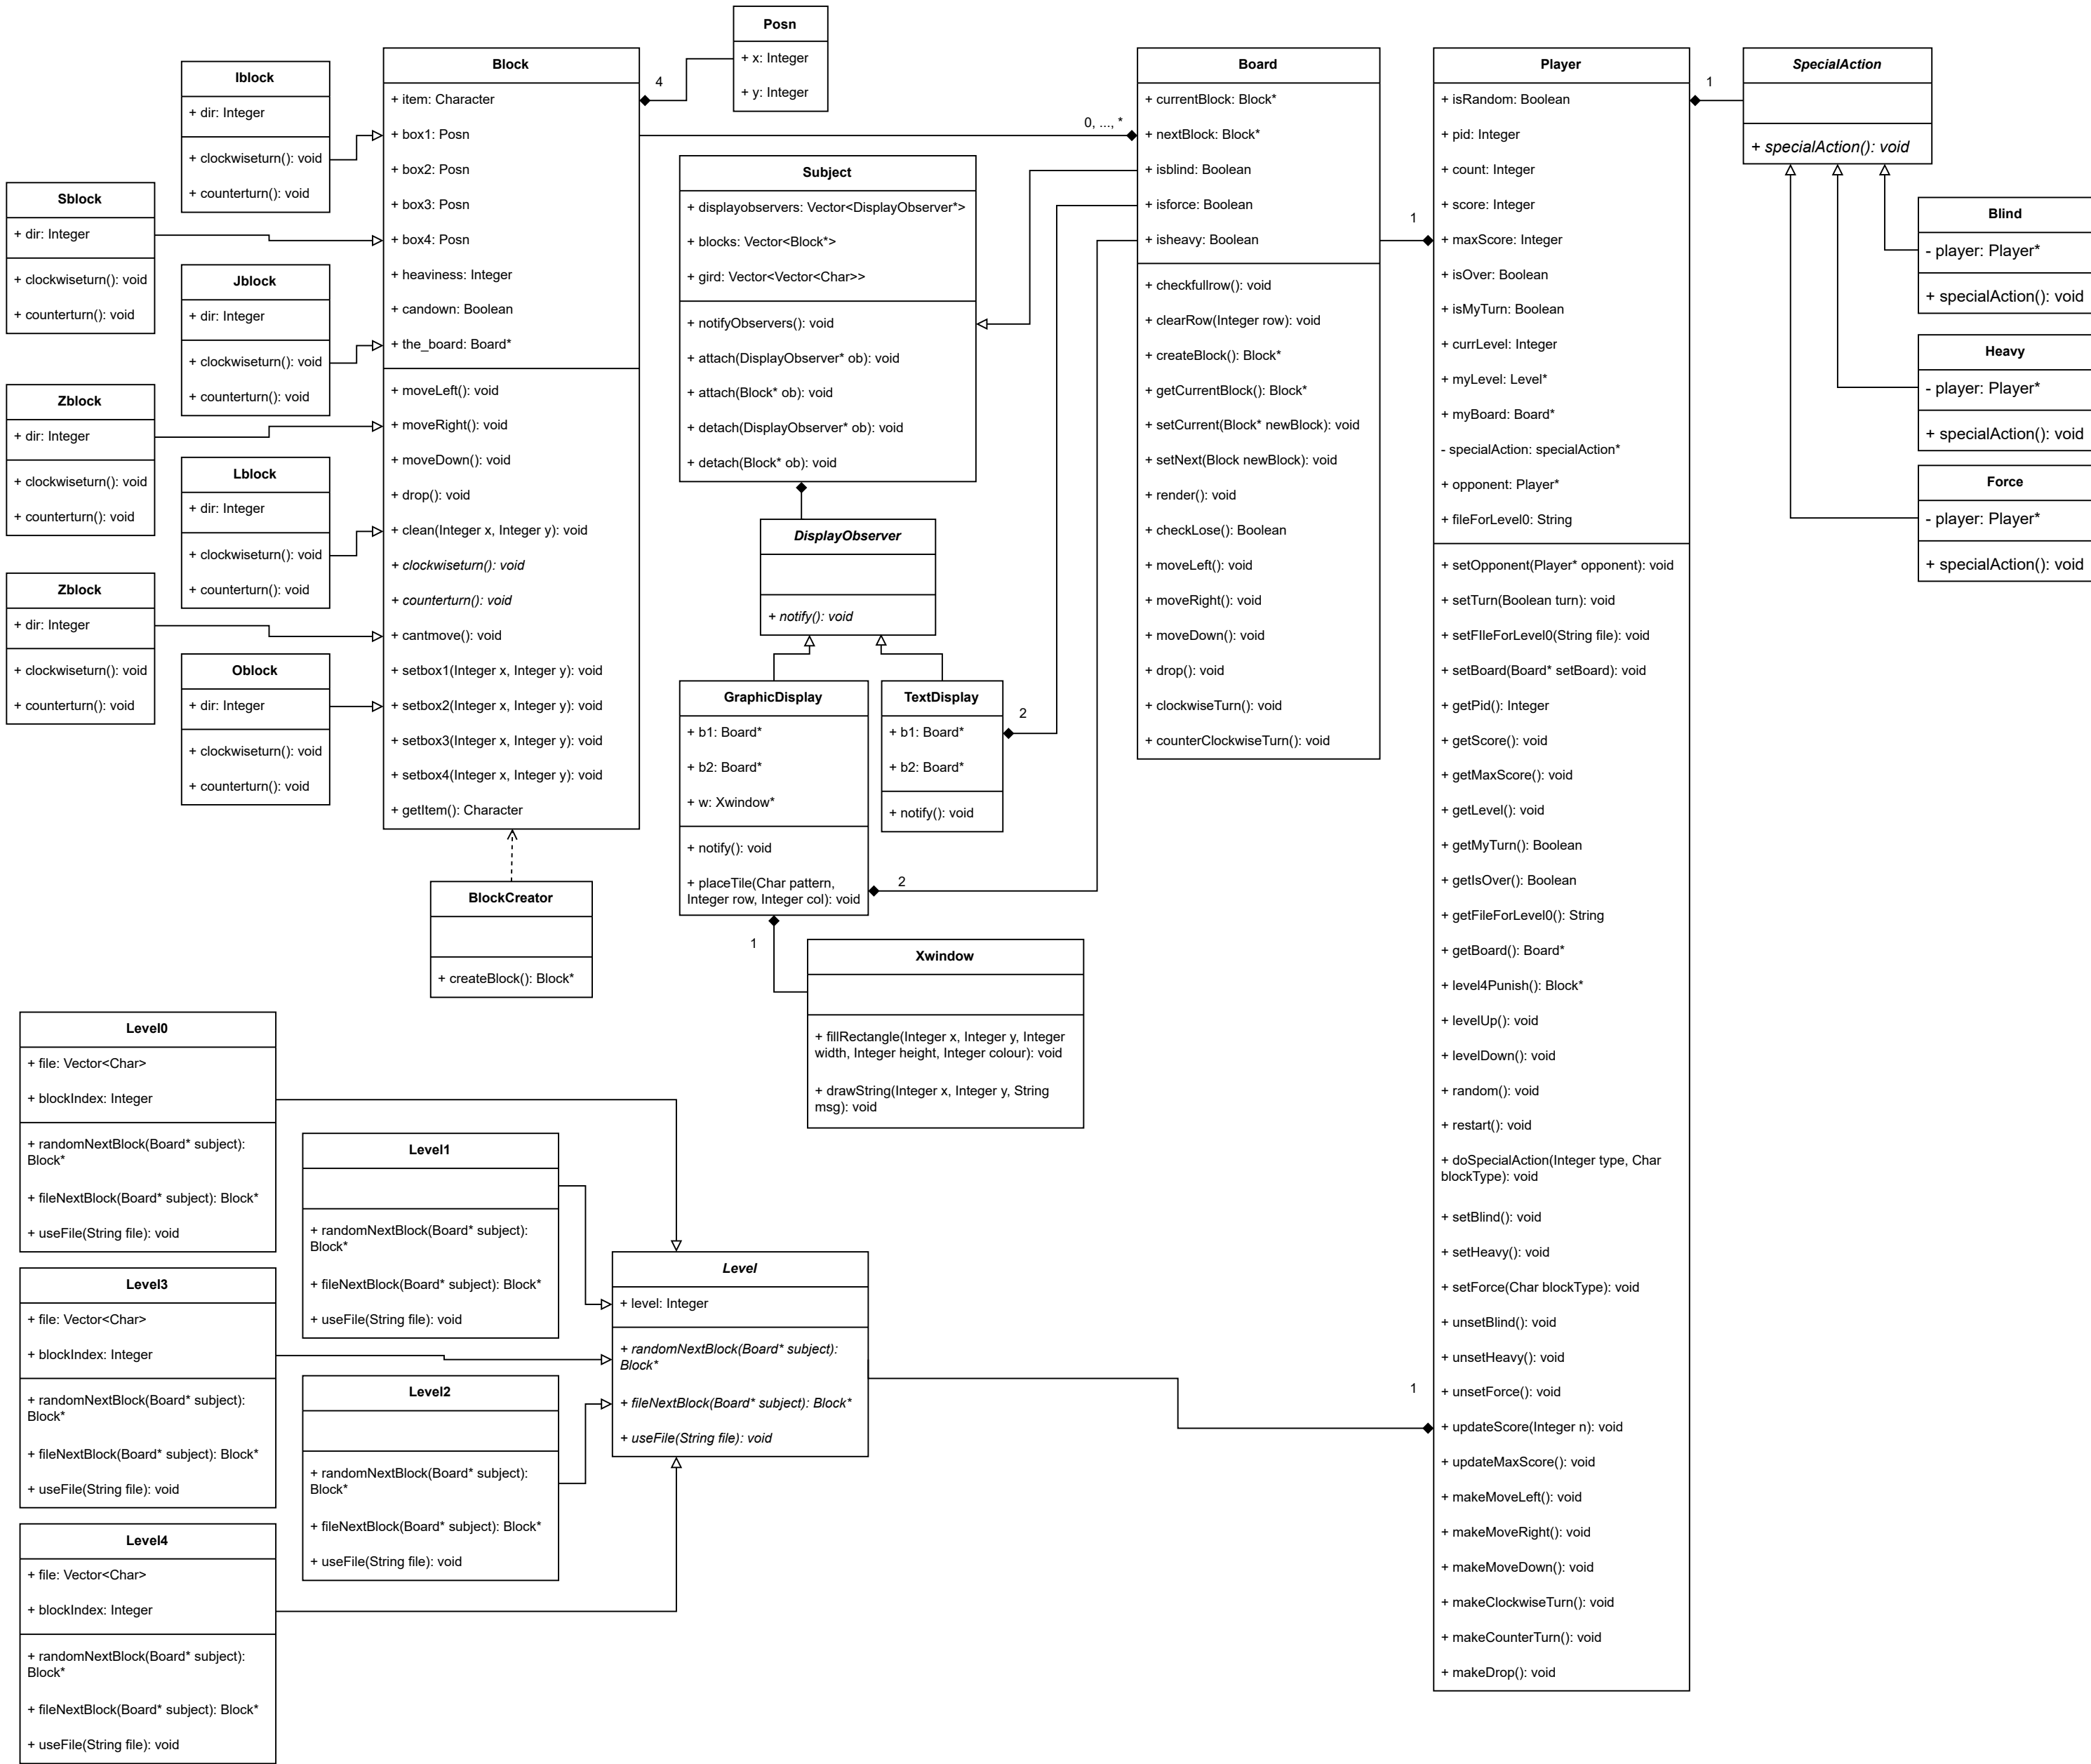 Posn
+ x: Integer
+ y: Integer
Iblock
+ dir: Integer
+ clockwiseturn(): void
+ counterturn(): void
Sblock
+ dir: Integer
+ clockwiseturn(): void
+ counterturn(): void
Jblock
+ dir: Integer
+ clockwiseturn(): void
+ counterturn(): void
Zblock
+ dir: Integer
+ clockwiseturn(): void
+ counterturn(): void
Lblock
+ dir: Integer
+ clockwiseturn(): void
+ counterturn(): void
Zblock
+ dir: Integer
+ clockwiseturn(): void
+ counterturn(): void
Oblock
+ dir: Integer
+ clockwiseturn(): void
+ counterturn(): void
Block
+ item: Character
+ box1: Posn
+ box2: Posn
+ box3: Posn
+ box4: Posn
+ heaviness: Integer
+ candown: Boolean
+ the_board: Board*
+ moveLeft(): void
+ moveRight(): void
+ moveDown(): void
+ drop(): void
+ clean(Integer x, Integer y): void
+ clockwiseturn(): void
+ counterturn(): void
+ cantmove(): void
+ setbox1(Integer x, Integer y): void
+ setbox2(Integer x, Integer y): void
+ setbox3(Integer x, Integer y): void
+ setbox4(Integer x, Integer y): void
+ getItem(): Character
4
0, ..., *
BlockCreator
+ createBlock(): Block*
Subject
+ displayobservers: Vector<DisplayObserver*>
+ blocks: Vector<Block*>
+ gird: Vector<Vector<Char>>
+ notifyObservers(): void
+ attach(DisplayObserver* ob): void
+ attach(Block* ob): void
+ detach(DisplayObserver* ob): void
+ detach(Block* ob): void
DisplayObserver
+ notify(): void
GraphicDisplay
+ b1: Board*
+ b2: Board*
+ w: Xwindow*
+ notify(): void
+ placeTile(Char pattern,
Integer row, Integer col): void
TextDisplay
+ b1: Board*
+ b2: Board*
+ notify(): void
2
2
1
Xwindow
+ fillRectangle(Integer x, Integer y, Integer
width, Integer height, Integer colour): void
+ drawString(Integer x, Integer y, String
msg): void
Board
+ currentBlock: Block*
+ nextBlock: Block*
+ isblind: Boolean
+ isforce: Boolean
+ isheavy: Boolean
+ checkfullrow(): void
+ clearRow(Integer row): void
+ createBlock(): Block*
+ getCurrentBlock(): Block*
+ setCurrent(Block* newBlock): void
+ setNext(Block newBlock): void
+ render(): void
+ checkLose(): Boolean
+ moveLeft(): void
+ moveRight(): void
+ moveDown(): void
+ drop(): void
+ clockwiseTurn(): void
+ counterClockwiseTurn(): void
1
Player
+ isRandom: Boolean
+ pid: Integer
+ count: Integer
+ score: Integer
+ maxScore: Integer
+ isOver: Boolean
+ isMyTurn: Boolean
+ currLevel: Integer
+ myLevel: Level*
+ myBoard: Board*
- specialAction: specialAction*
+ opponent: Player*
+ fileForLevel0: String
+ setOpponent(Player* opponent): void
+ setTurn(Boolean turn): void
+ setFIleForLevel0(String file): void
+ setBoard(Board* setBoard): void
+ getPid(): Integer
+ getScore(): void
+ getMaxScore(): void
+ getLevel(): void
+ getMyTurn(): Boolean
+ getIsOver(): Boolean
+ getFileForLevel0(): String
+ getBoard(): Board*
+ level4Punish(): Block*
+ levelUp(): void
+ levelDown(): void
+ random(): void
+ restart(): void
+ doSpecialAction(Integer type, Char
blockType): void
+ setBlind(): void
+ setHeavy(): void
+ setForce(Char blockType): void
+ unsetBlind(): void
+ unsetHeavy(): void
+ unsetForce(): void
+ updateScore(Integer n): void
+ updateMaxScore(): void
+ makeMoveLeft(): void
+ makeMoveRight(): void
+ makeMoveDown(): void
+ makeClockwiseTurn(): void
+ makeCounterTurn(): void
+ makeDrop(): void
1
SpecialAction
+ specialAction(): void
Blind
- player: Player*
+ specialAction(): void
Heavy
- player: Player*
+ specialAction(): void
Force
- player: Player*
+ specialAction(): void
Level0
+ file: Vector<Char>
+ blockIndex: Integer
+ randomNextBlock(Board* subject):
Block*
+ fileNextBlock(Board* subject): Block*
+ useFile(String file): void
Level1
+ randomNextBlock(Board* subject):
Block*
+ fileNextBlock(Board* subject): Block*
+ useFile(String file): void
Level3
+ file: Vector<Char>
+ blockIndex: Integer
+ randomNextBlock(Board* subject):
Block*
+ fileNextBlock(Board* subject): Block*
+ useFile(String file): void
Level2
+ randomNextBlock(Board* subject):
Block*
+ fileNextBlock(Board* subject): Block*
+ useFile(String file): void
Level4
+ file: Vector<Char>
+ blockIndex: Integer
+ randomNextBlock(Board* subject):
Block*
+ fileNextBlock(Board* subject): Block*
+ useFile(String file): void
Level
+ level: Integer
+ randomNextBlock(Board* subject):
Block*
+ fileNextBlock(Board* subject): Block*
+ useFile(String file): void
1